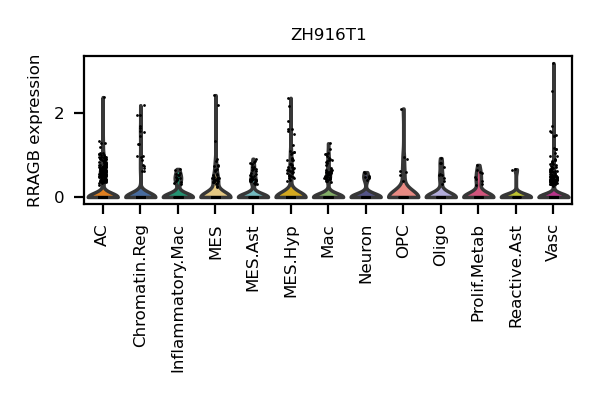 ZH916T1
RRAGB expression
2
0
AC
Chromatin.Reg
Inflammatory.Mac
MES
MES.Ast
MES.Hyp
Mac
Neuron
OPC
Oligo
Prolif.Metab
Reactive.Ast
Vasc